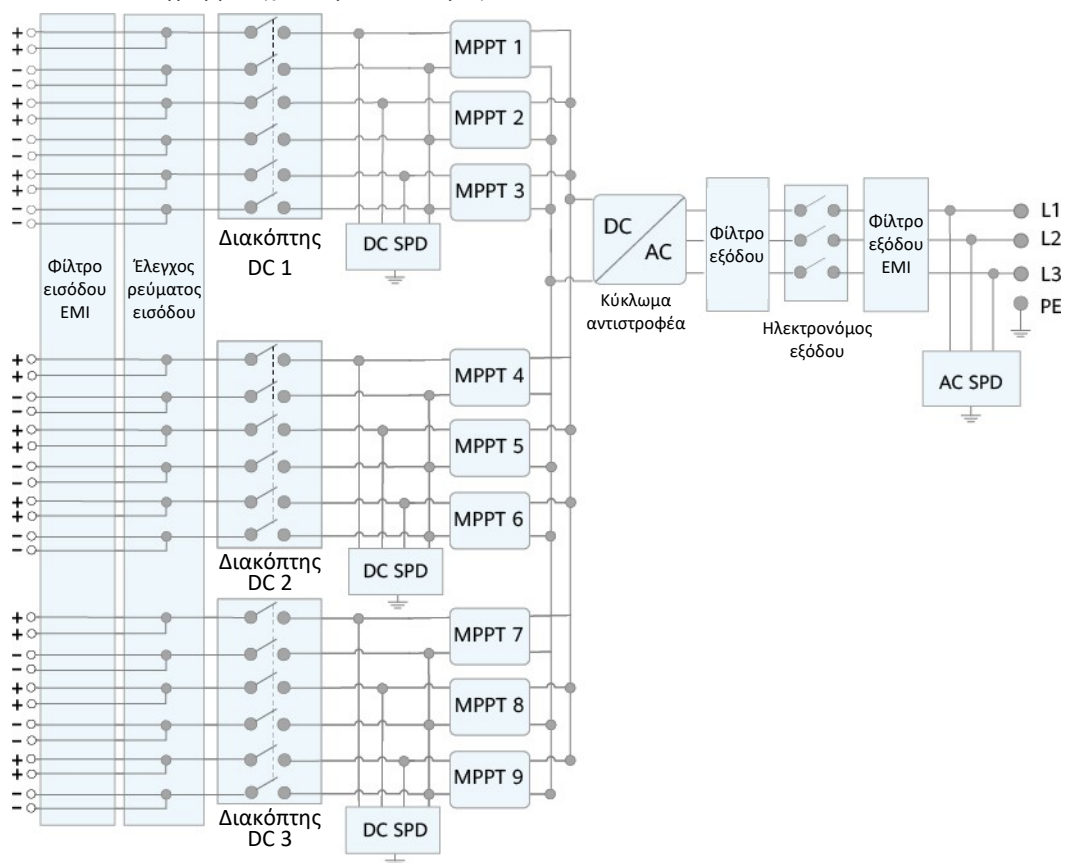 MPPT 1
MPPT 2
MPPT 3
Διακόπτης
DC 1
DC SPD
Φίλτρο
εισόδου
EMI
Έλεγχος
ρεύματος
εισόδου
DC
AC
Κύκλωμα
αντιστροφέα
Φίλτρο
εξόδου
Ηλεκτρονόμος
εξόδου
Φίλτρο
εξόδου
EMI
L1
L2
L3
PE
AC SPD
MPPT 4
MPPT 5
MPPT 6
Διακόπτης
DC 2
DC SPD
MPPT 7
MPPT 8
MPPT 9
Διακόπτης
DC 3
DC SPD